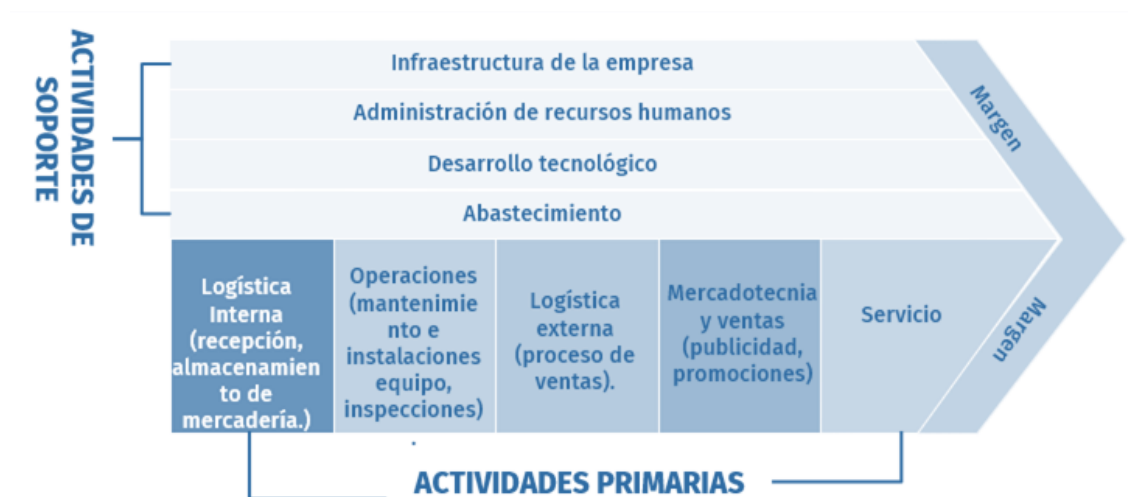 ACTIVIDADES DE
SOPORTE
Infraestructura de la empresa
Administración de recursos humanos
Desarrollo tecnológico
Abastecimiento
Margen
Logística
Interna
(recepción,
almacenamien
to de
mercadería.)
Operaciones
(mantenimie
nto e
instalaciones
equipo,
inspecciones)
Logística
externa
(proceso de
ventas).
Mercadotecnia
y ventas
(publicidad,
promociones)
Servicio
Margen
ACTIVIDADES PRIMARIAS